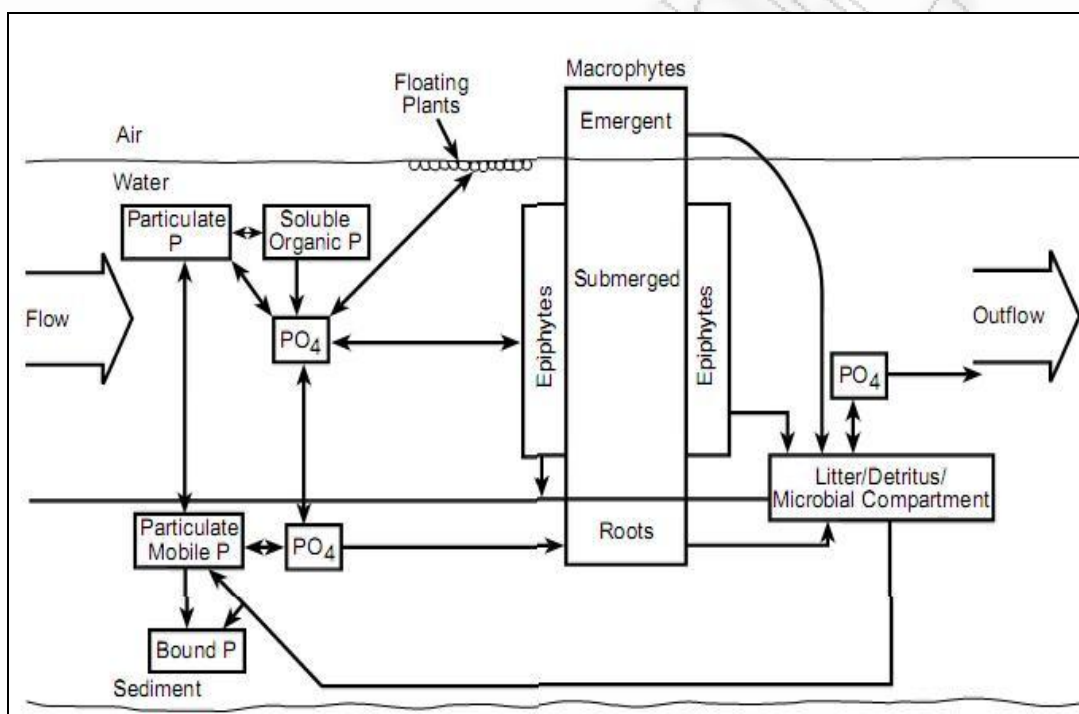 Macrophytes
Floating
Plants
Emergent
Air
Water
Particulate
P
Soluble
Organic P
Submerged
Epiphytes
Epiphytes
Flow
Outflow
PO4
PO4
Litter/Detritus/
Microbial Compartment
Particulate
Mobile P
PO4
Roots
Bound P
Sediment